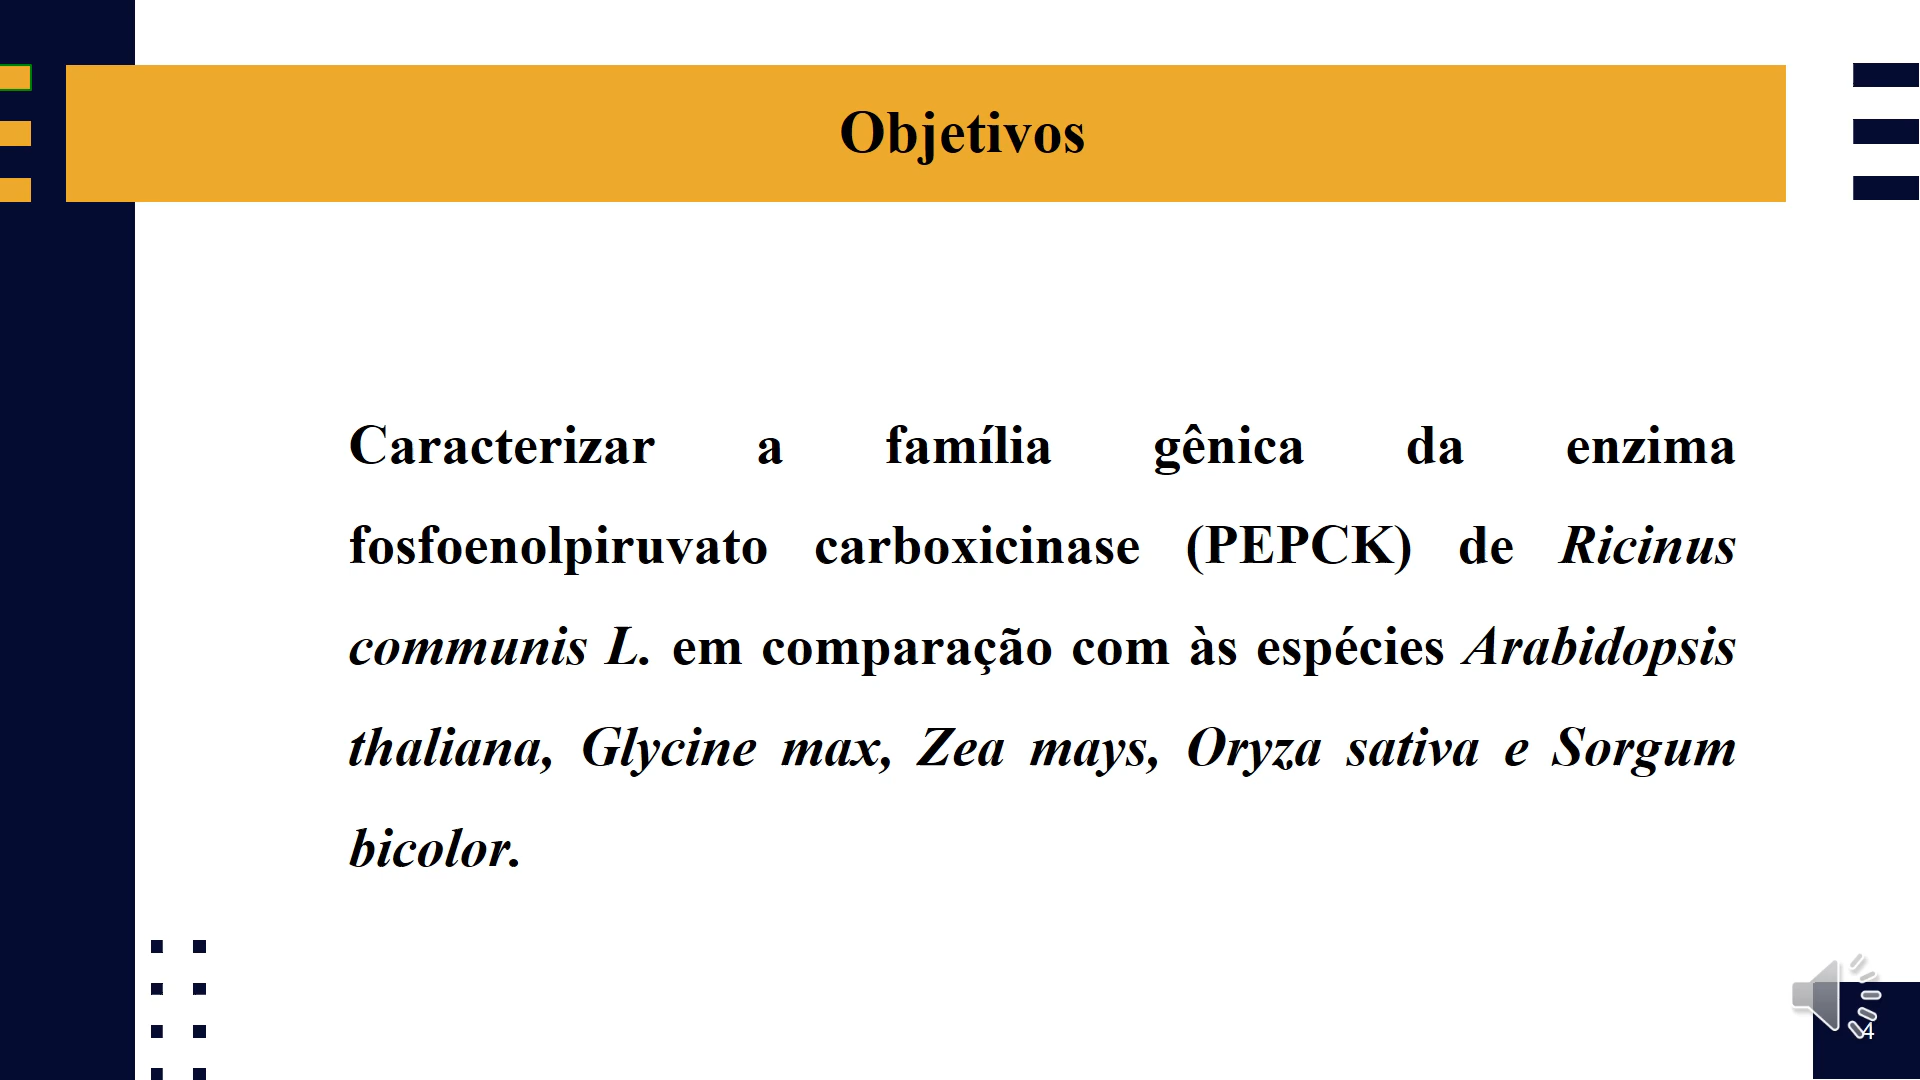 Objetivos
Caracterizar a família gênica da enzima
fosfoenolpiruvato carboxicinase (PEPCK) de Ricinus
communis L. em comparação com às espécies Arabidopsis
thaliana, Glycine max, Zea mays, Oryza sativa e Sorgum
bicolor.
4